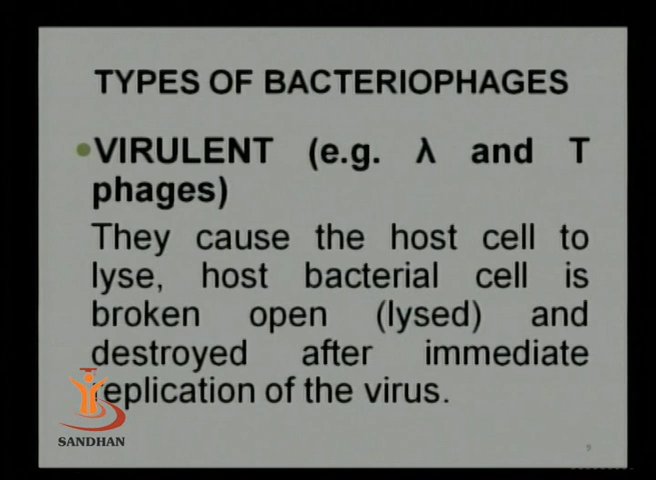 TYPES OF BACTERIOPHAGES
•VIRULENT (e.g. λ and T
phages)
They cause the host cell to
lyse, host bacterial cell is
broken open (lysed) and
destroyed after immediate
replication of the virus.
SANDHAN
9